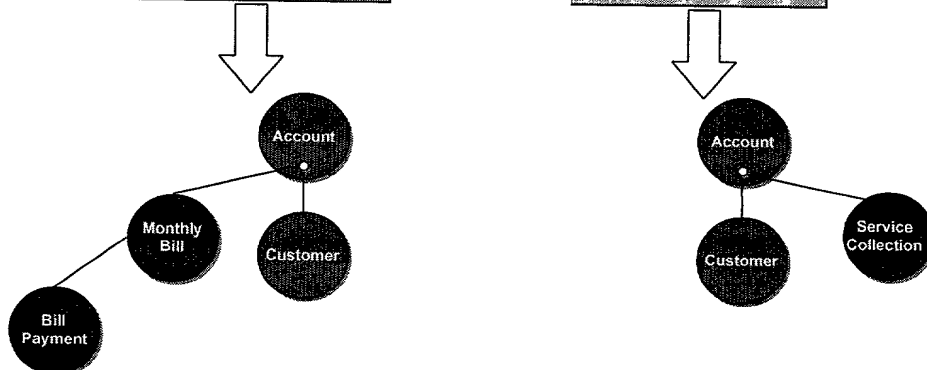 Account
Monthly
Bill
Customer
Bill
Payment
Account
Customer
Service
Collection